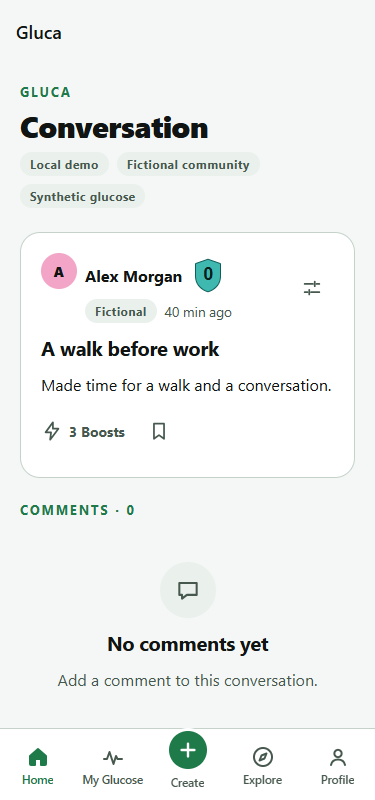 Gluca
GLUCA
Conversation
Local demo Fictional community
Synthetic glucose
A Alex Morgan 0
Fictional 40 min ago
A walk before work
Made time for a walk and a conversation.
3 Boosts
COMMENTS · 0
No comments yet
Add a comment to this conversation.
Home My Glucose Create Explore Profile